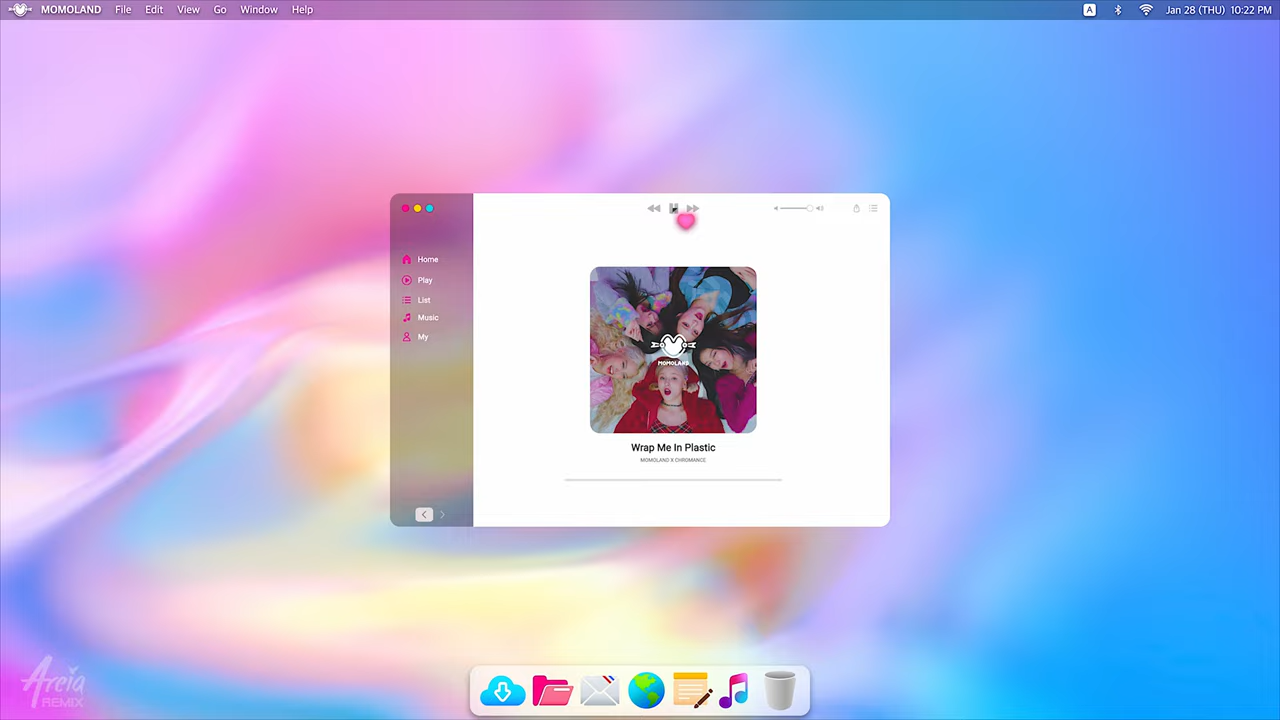 MOMOLAND File Edit View Go Window Help
A Jan 28 (THU) 10:22 PM
Home
Play
List
Music
My
MOMOLAND
Wrap Me In Plastic
MOMOLAND X CHROMANCE
Arcia
REMIX